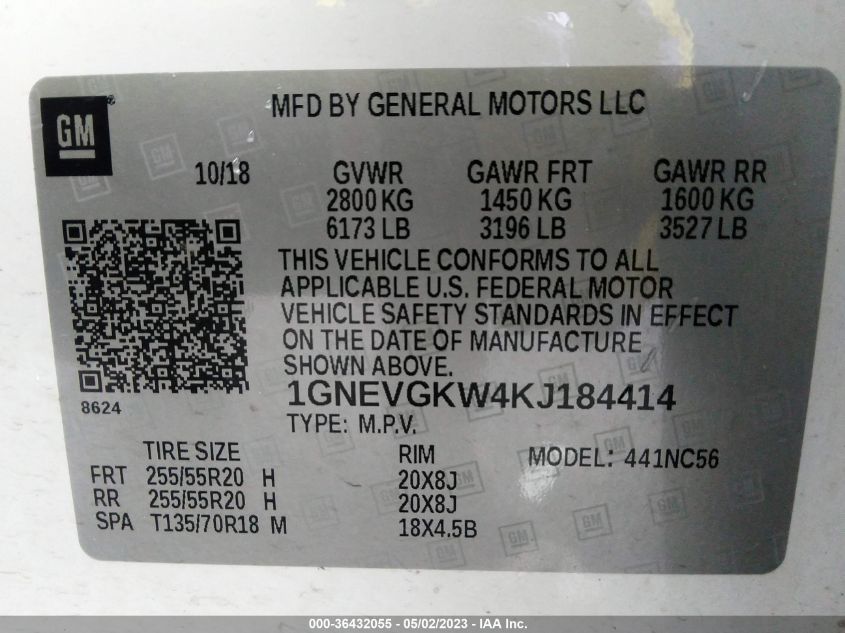 GM
MFD BY GENERAL MOTORS LLC
10/18 GVWR GAWR FRT GAWR RR
2800 KG 1450 KG 1600 KG
6173 LB 3196 LB 3527 LB
THIS VEHICLE CONFORMS TO ALL
APPLICABLE U.S. FEDERAL MOTOR
VEHICLE SAFETY STANDARDS IN EFFECT
ON THE DATE OF MANUFACTURE
SHOWN ABOVE.
8624
1GNEVGKW4KJ184414
TYPE: M.P.V.
TIRE SIZE RIM MODEL: 441NC56
FRT 255/55R20 H 20X8J
RR 255/55R20 H 20X8J
SPA T135/70R18 M 18X4.5B
000-36432055 - 05/02/2023 - IAA Inc.